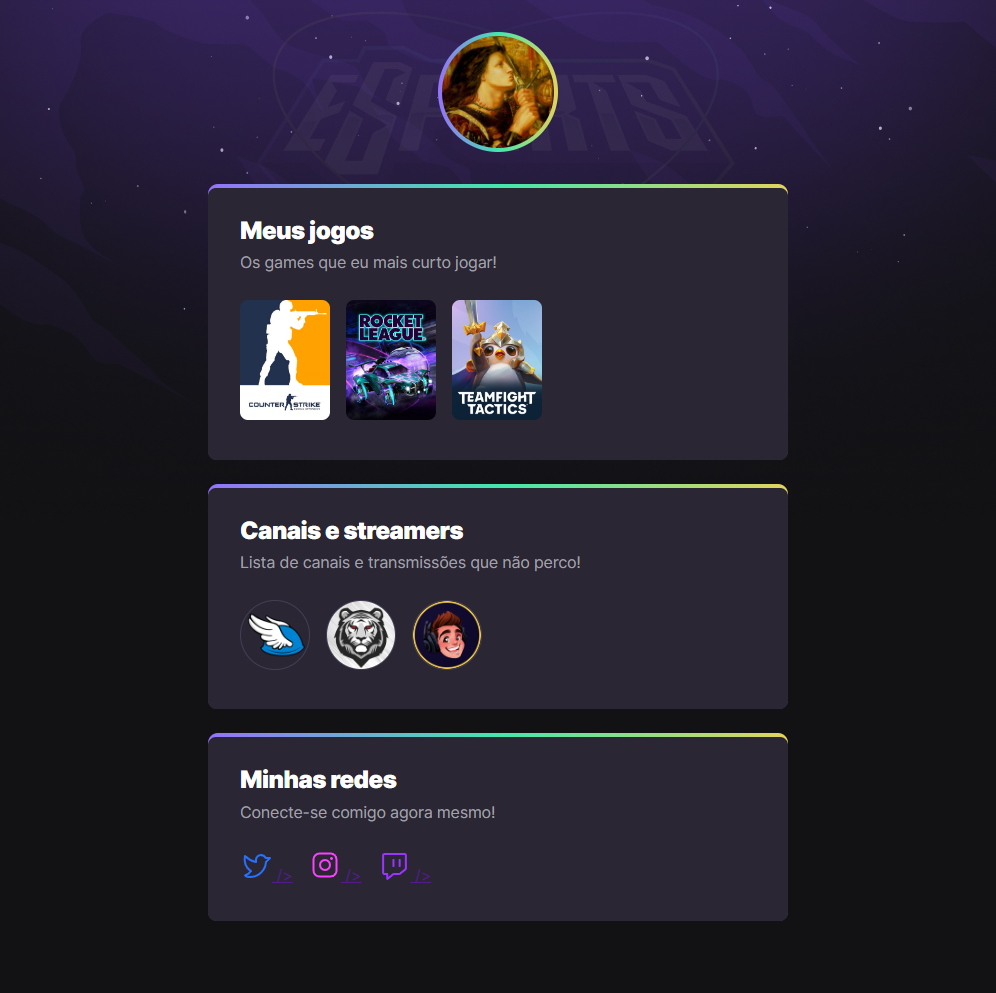 ESPORTS
Meus jogos
Os games que eu mais curto jogar!
COUNTER STRIKE
ROCKET
LEAGUE
TEAMFIGHT
TACTICS
Canais e streamers
Lista de canais e transmissões que não perco!
Minhas redes
Conecte-se comigo agora mesmo!
/> /> />